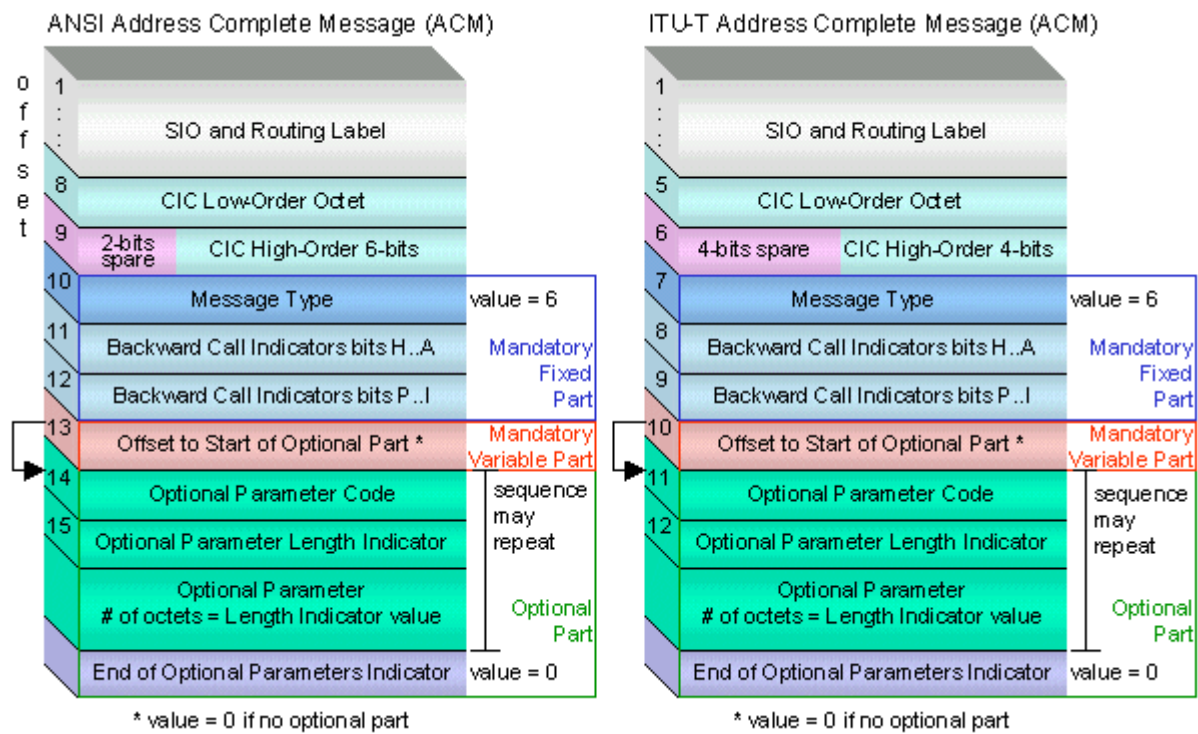 ANSI Address Complete Message (ACM)
offset
1
:
:
SIO and Routing Label
8
CIC Low-Order Octet
9
2-bits
spare
CIC High-Order 6-bits
10
Message Type
value = 6
11
Backward Call Indicators bits H..A
Mandatory
Fixed
Part
12
Backward Call Indicators bits P..I
13
Offset to Start of Optional Part *
Mandatory
Variable Part
14
Optional Parameter Code
sequence
may
repeat
15
Optional Parameter Length Indicator
Optional Parameter
# of octets = Length Indicator value
Optional
Part
End of Optional Parameters Indicator
value = 0
* value = 0 if no optional part
ITU-T Address Complete Message (ACM)
1
:
:
SIO and Routing Label
5
CIC Low-Order Octet
6
4-bits spare
CIC High-Order 4-bits
7
Message Type
value = 6
8
Backward Call Indicators bits H..A
Mandatory
Fixed
Part
9
Backward Call Indicators bits P..I
10
Offset to Start of Optional Part *
Mandatory
Variable Part
11
Optional Parameter Code
sequence
may
repeat
12
Optional Parameter Length Indicator
Optional Parameter
# of octets = Length Indicator value
Optional
Part
End of Optional Parameters Indicator
value = 0
* value = 0 if no optional part